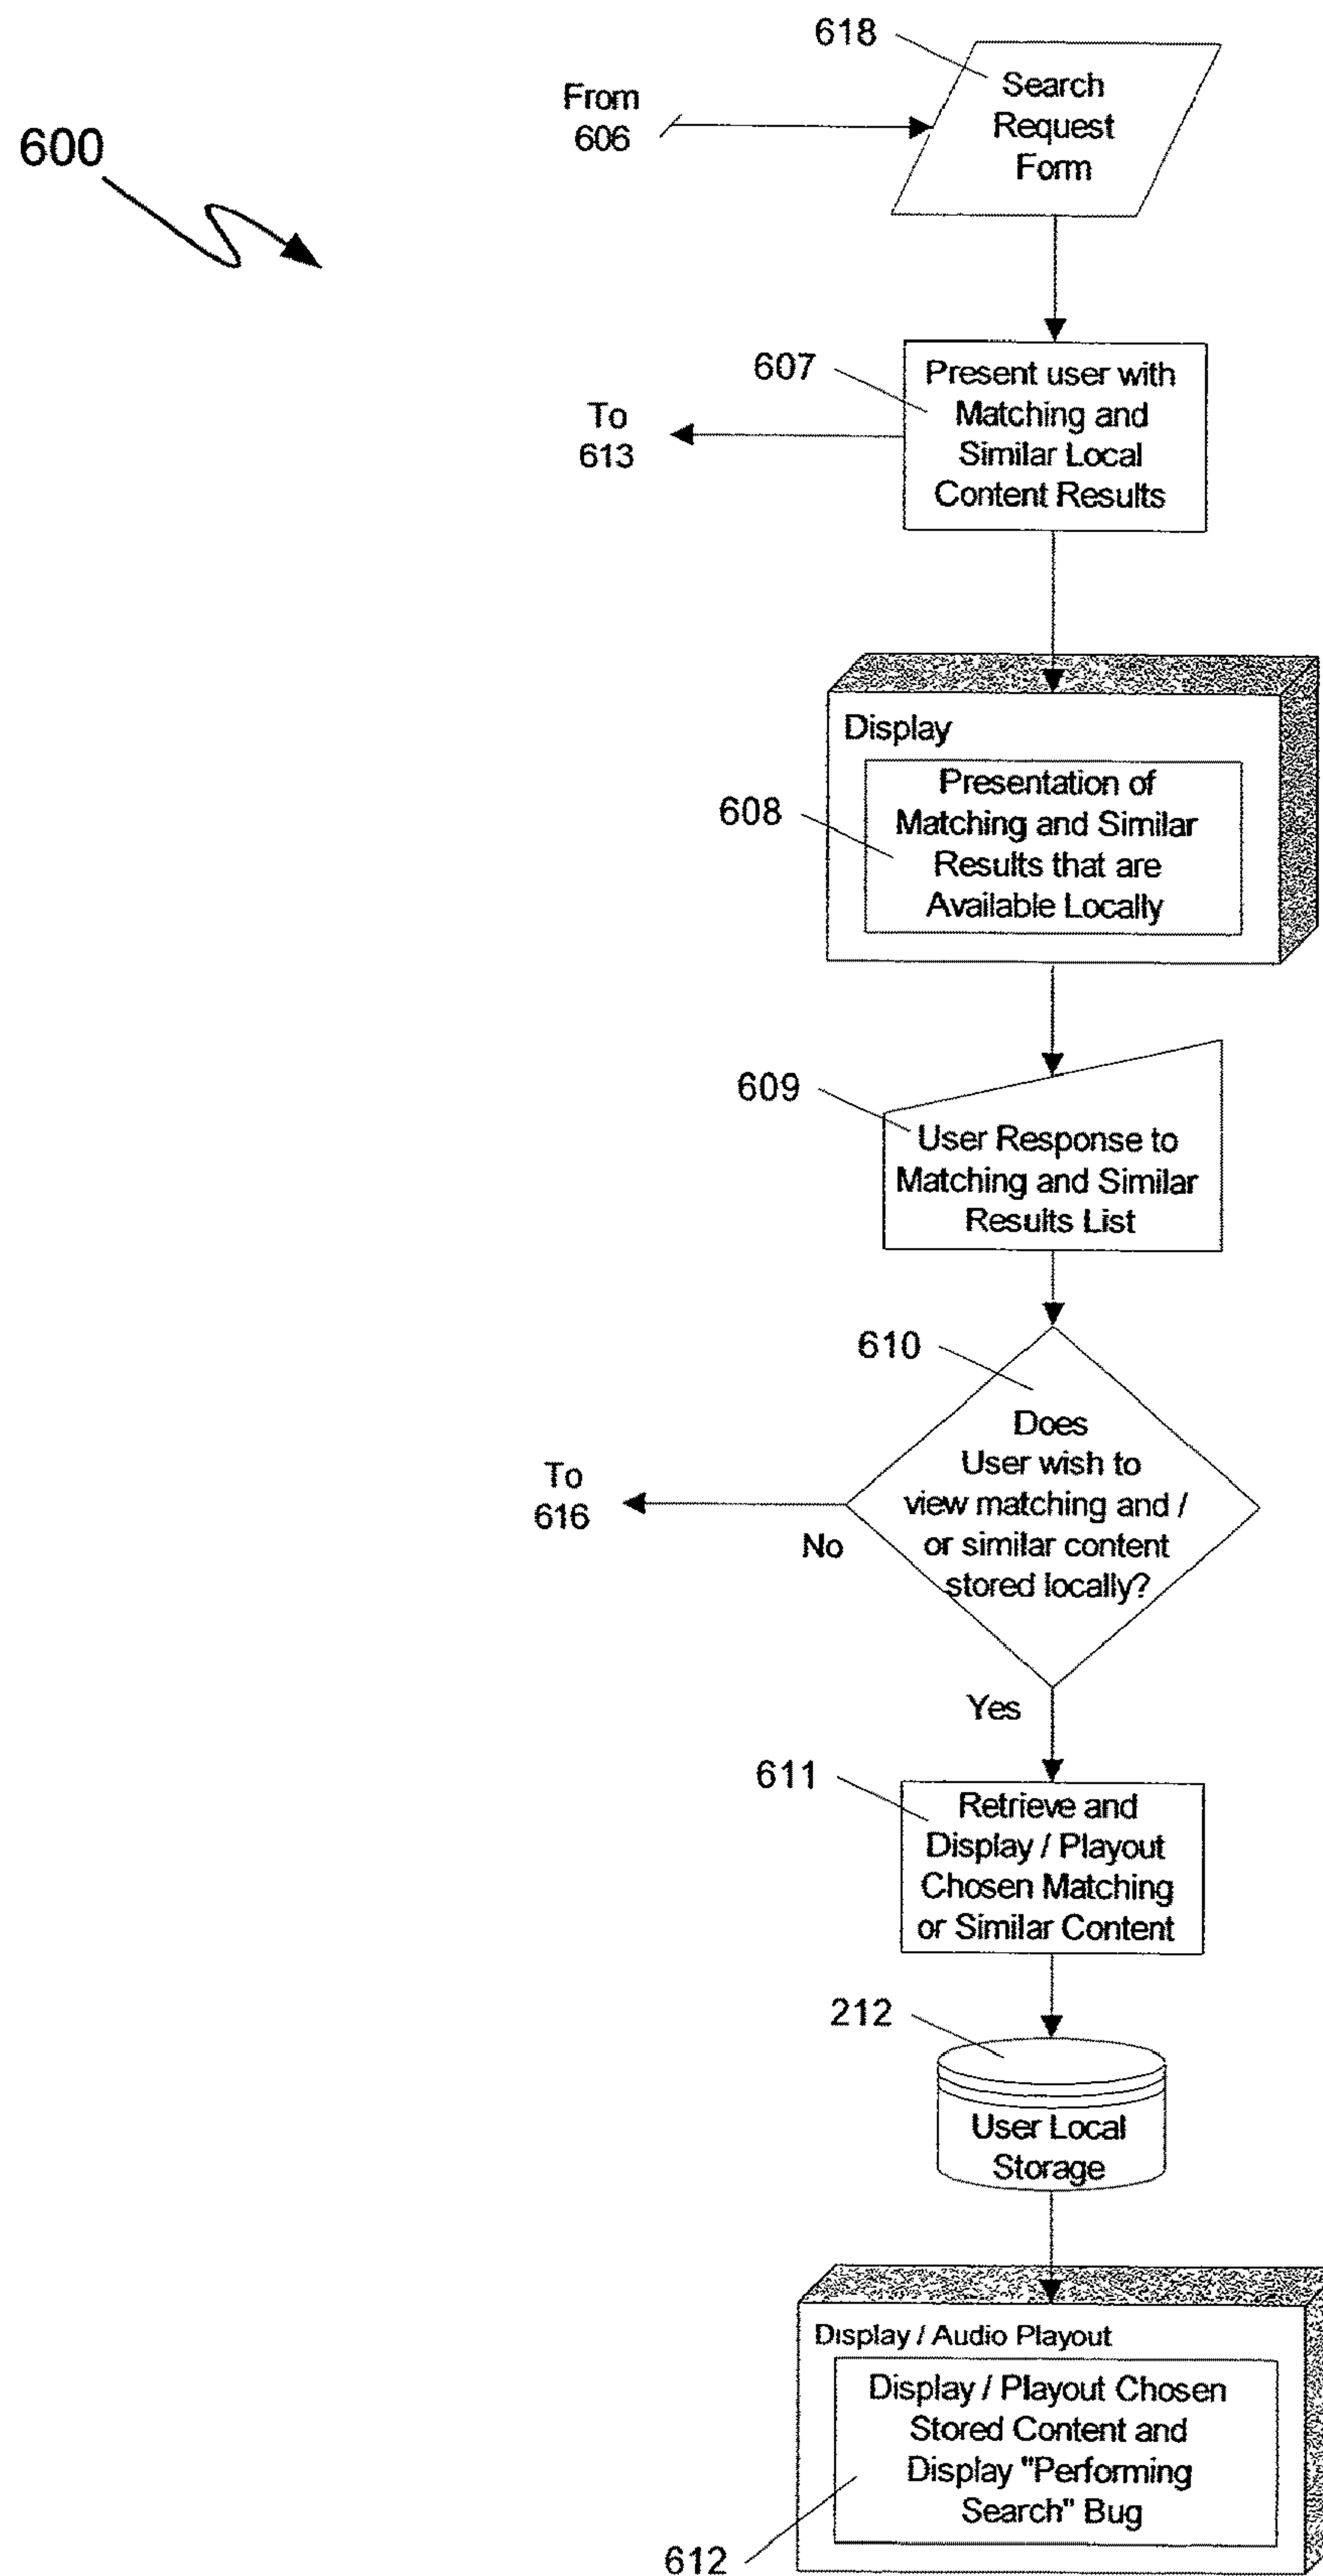 618
Search
Request
Form
From
606
600
607
Present user with
Matching and
Similar Local
Content Results
To
613
Display
608
Presentation of
Matching and Similar
Results that are
Available Locally
609
User Response to
Matching and Similar
Results List
610
Does
User wish to
view matching and /
or similar content
stored locally?
To
616
No
Yes
611
Retrieve and
Display / Playout
Chosen Matching
or Similar Content
212
User Local
Storage
Display / Audio Playout
Display / Playout Chosen
Stored Content and
Display "Performing
Search" Bug
612